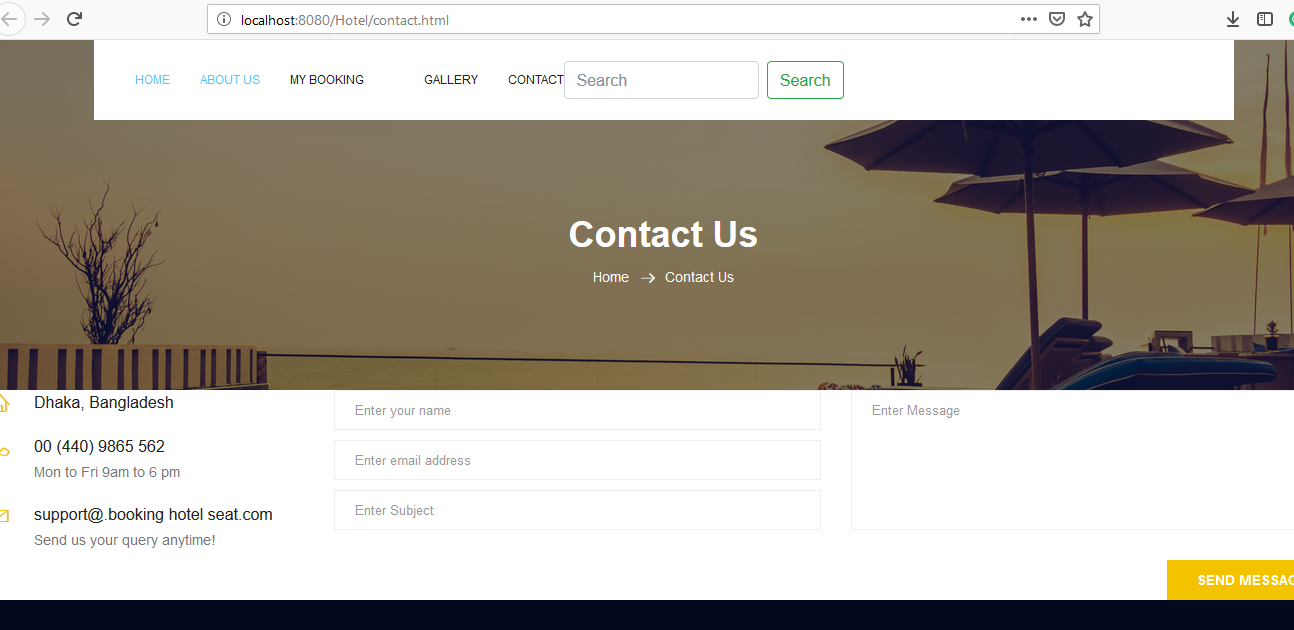 localhost:8080/Hotel/contact.html
HOME ABOUT US MY BOOKING GALLERY CONTACT Search Search
Contact Us
Home → Contact Us
Dhaka, Bangladesh
00 (440) 9865 562
Mon to Fri 9am to 6 pm
support@.booking hotel seat.com
Send us your query anytime!
Enter your name
Enter email address
Enter Subject
Enter Message
SEND MESSAG